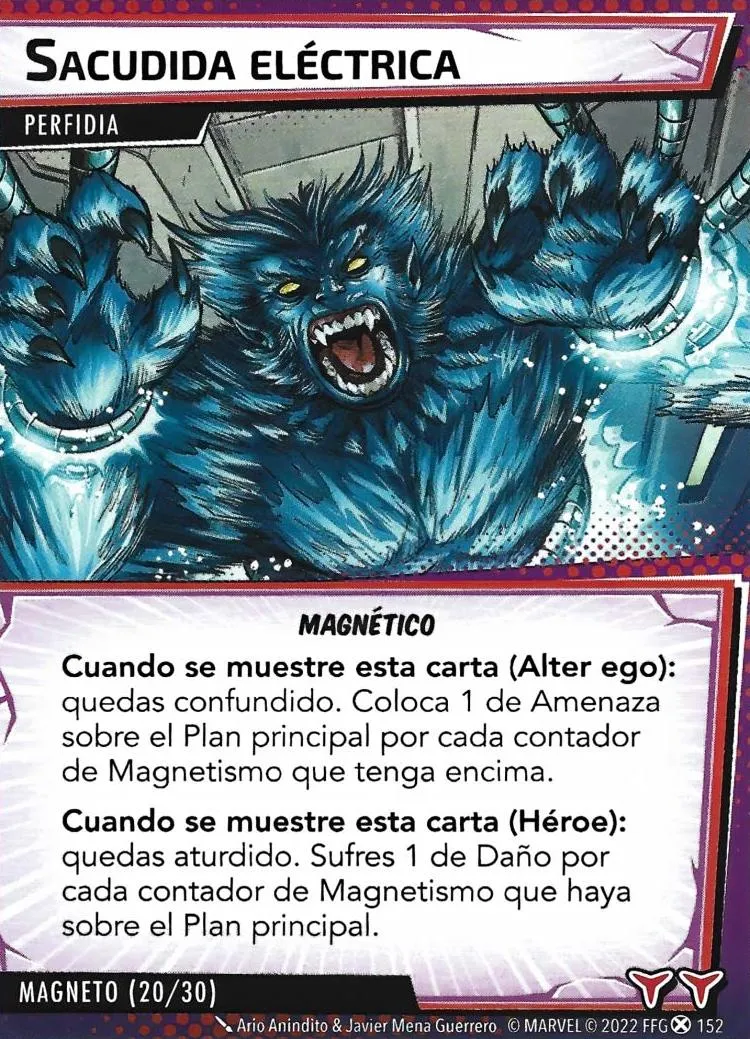 SACUDIDA ELÉCTRICA
PERFIDIA
MAGNÉTICO
Cuando se muestre esta carta (Alter ego):
quedas confundido. Coloca 1 de Amenaza
sobre el Plan principal por cada contador
de Magnetismo que tenga encima.
Cuando se muestre esta carta (Héroe):
quedas aturdido. Sufres 1 de Daño por
cada contador de Magnetismo que haya
sobre el Plan principal.
MAGNETO (20/30)
Ario Anindito & Javier Mena Guerrero © MARVEL © 2022 FFG 152